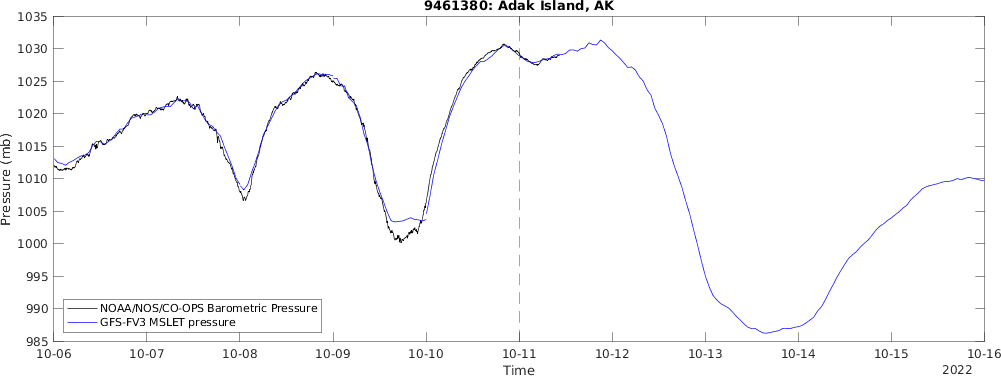 9461380: Adak Island, AK
1035
1030
1025
1020
1015
1010
1005
1000
995
990
985
Pressure (mb)
NOAA/NOS/CO-OPS Barometric Pressure
GFS-FV3 MSLET pressure
10-06 10-07 10-08 10-09 10-10 10-11 10-12 10-13 10-14 10-15 10-16
Time
2022